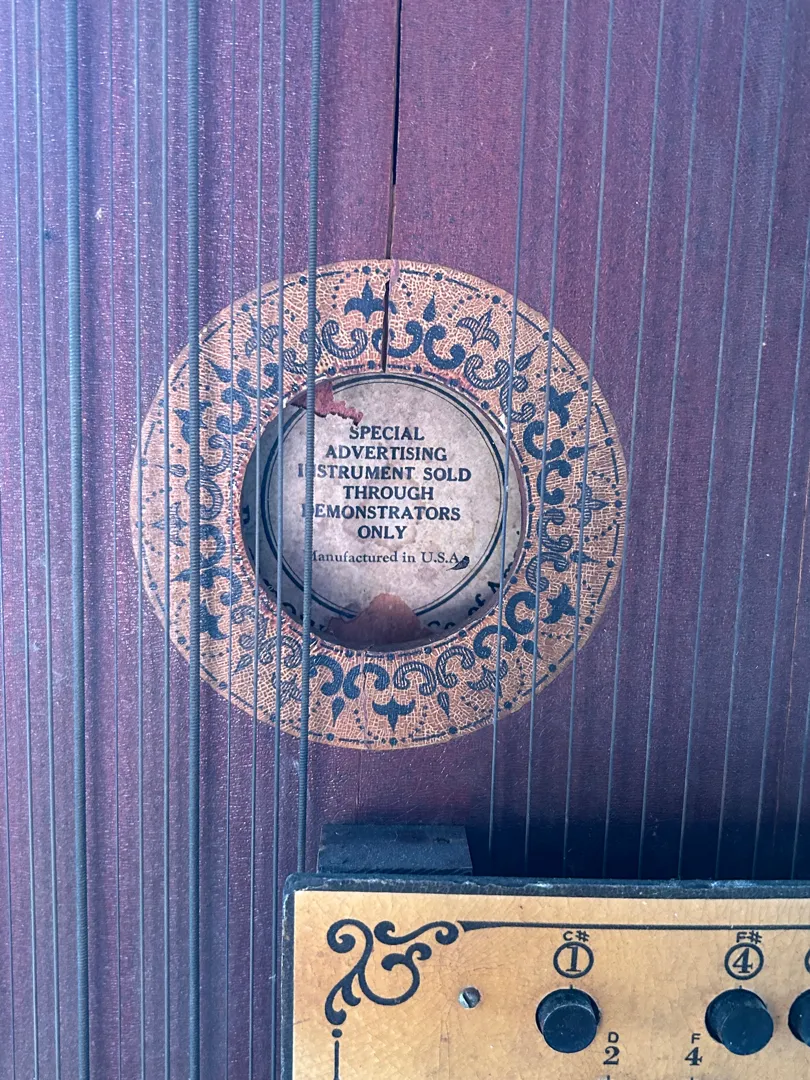 SPECIAL
ADVERTISING
INSTRUMENT SOLD
THROUGH
DEMONSTRATORS
ONLY
Manufactured in U.S.A.
C# F#
1 4
D F
2 4